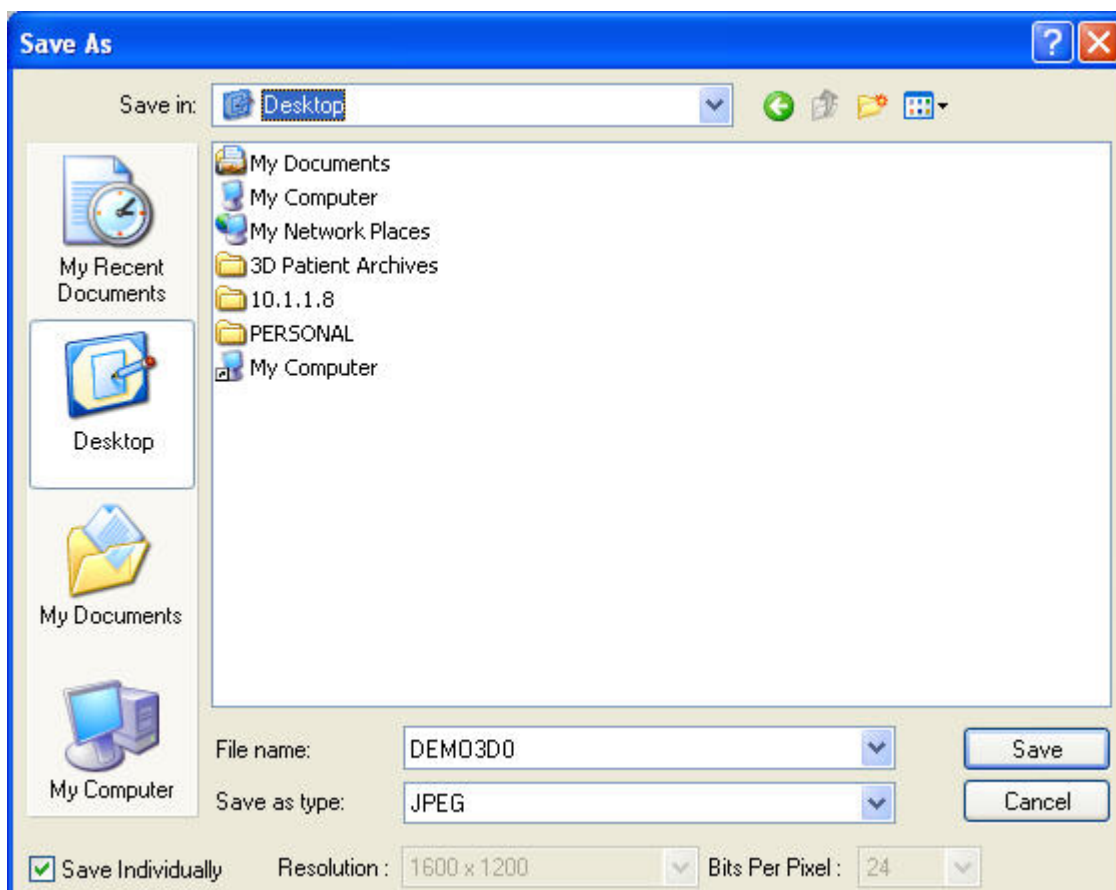 Save As
Save in: Desktop
My Recent
Documents
Desktop
My Documents
My Computer
My Documents
My Computer
My Network Places
3D Patient Archives
10.1.1.8
PERSONAL
My Computer
File name: DEMO3D0 Save
Save as type: JPEG Cancel
Save Individually Resolution : 1600 x 1200 Bits Per Pixel : 24